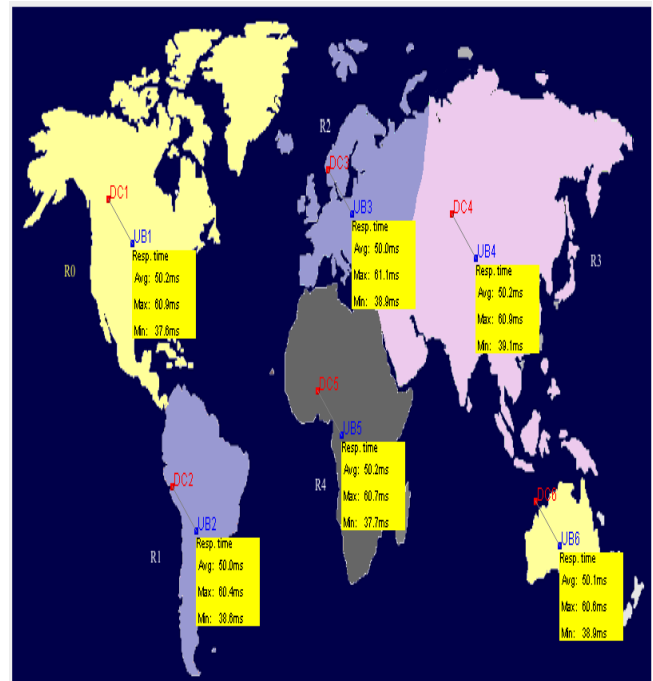 R2
DC3
DC1
DC4
UB3
Resp. time
Avg: 50.0ms
Max: 61.1ms
Min: 38.9ms
UB1
Resp. time
Avg: 50.2ms
Max: 60.9ms
Min: 37.6ms
R0
UB4
Resp. time
Avg: 50.2ms
Max: 60.9ms
Min: 39.1ms
R3
DC5
UB5
Resp. time
Avg: 50.2ms
Max: 60.7ms
Min: 37.7ms
R4
DC2
UB2
Resp. time
Avg: 50.0ms
Max: 60.4ms
Min: 38.6ms
R1
DC6
UB6
Resp. time
Avg: 50.1ms
Max: 60.6ms
Min: 38.9ms